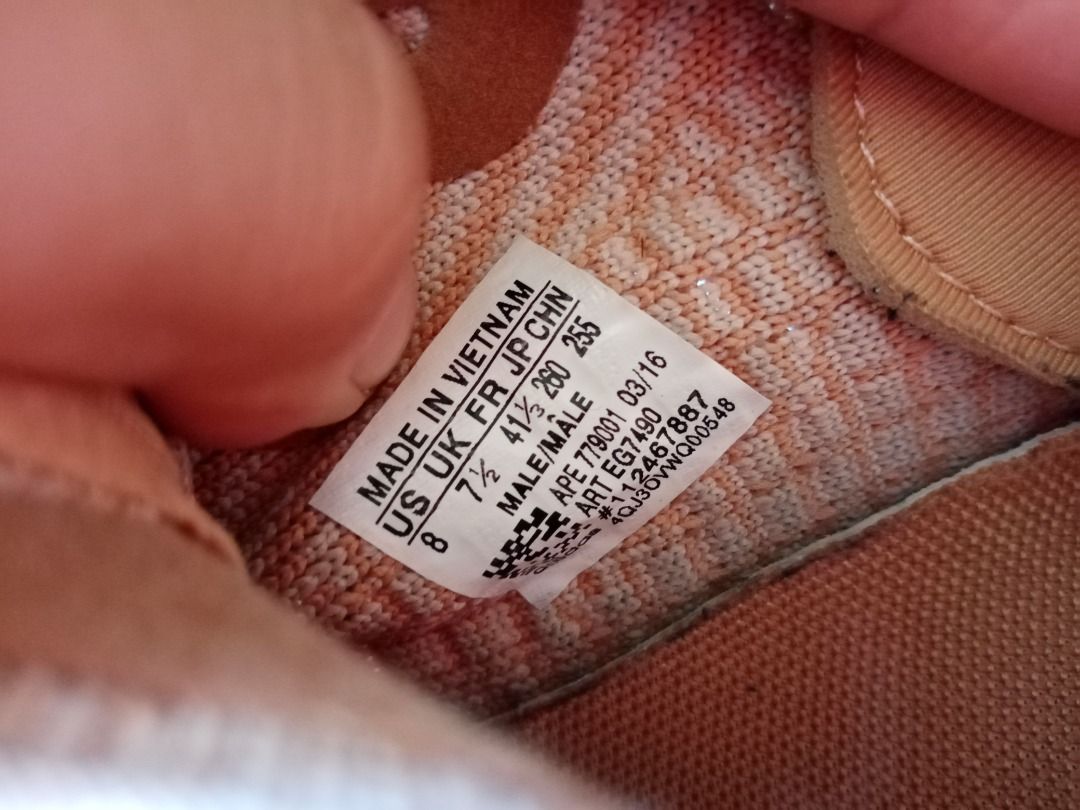 MADE IN VIETNAM
US UK FR JP CHN
8 7½ 41⅓ 260 255
MALE/MÂLE
APE 779001 03/16
ART EG7490
#112467887
4QJ3OVWQ00548